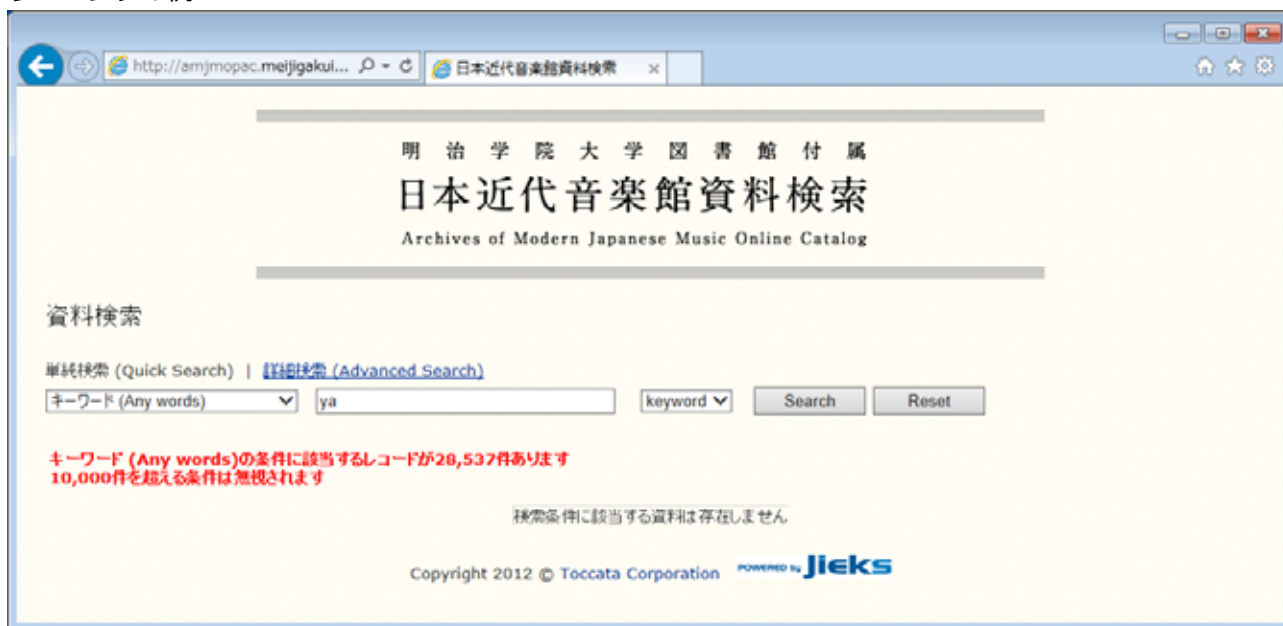 http://amjmopac.meijigakui... 日本近代音楽館資料検索
明治学院大学図書館付属
日本近代音楽館資料検索
Archives of Modern Japanese Music Online Catalog
資料検索
単純検索 (Quick Search) | 詳細検索 (Advanced Search)
キーワード (Any words) ya keyword Search Reset
キーワード (Any words)の条件に該当するレコードが28,537件あります
10,000件を超える条件は無視されます
検索条件に該当する資料は存在しません
Copyright 2012 © Toccata Corporation POWERED by Jieks